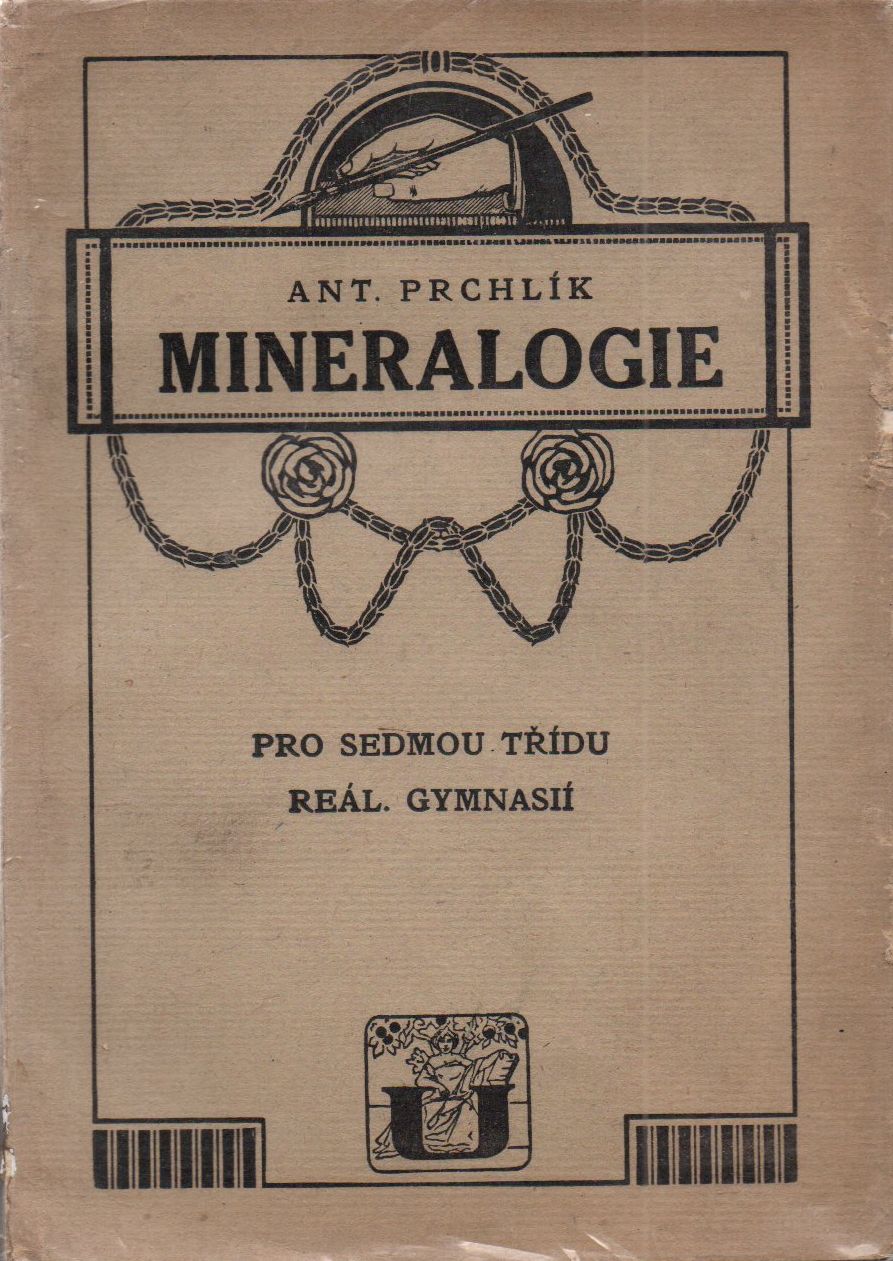 ANT. PRCHLÍK
MINERALOGIE
PRO SEDMOU TŘÍDU
REÁL. GYMNASIÍ
U